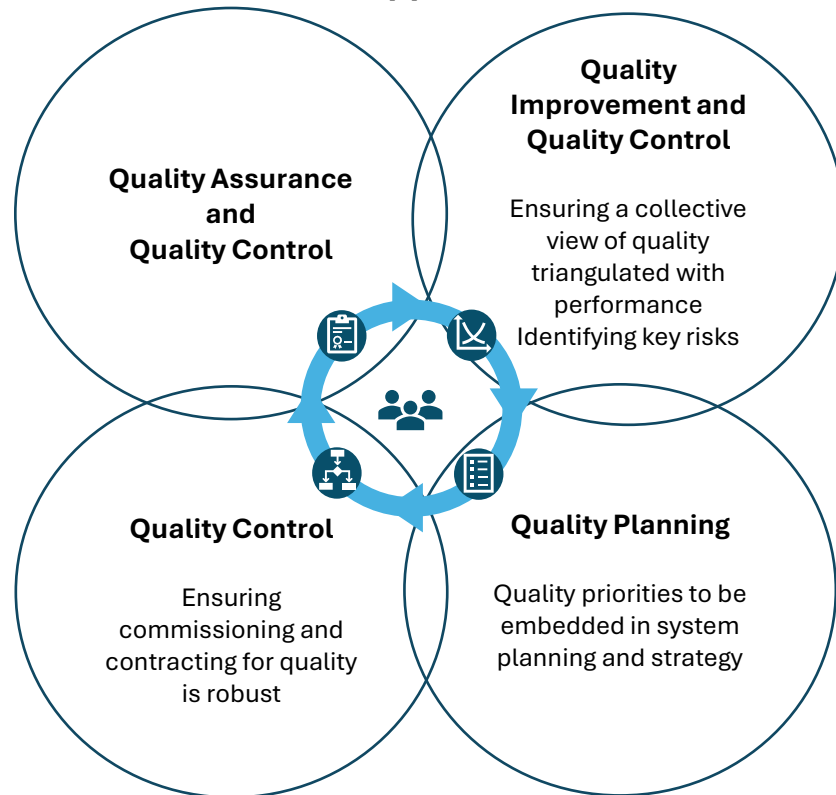 Quality Assurance
and
Quality Control
Quality
Improvement and
Quality Control
Ensuring a collective
view of quality
triangulated with
performance
Identifying key risks
Quality Control
Ensuring
commissioning and
contracting for quality
is robust
Quality Planning
Quality priorities to be
embedded in system
planning and strategy